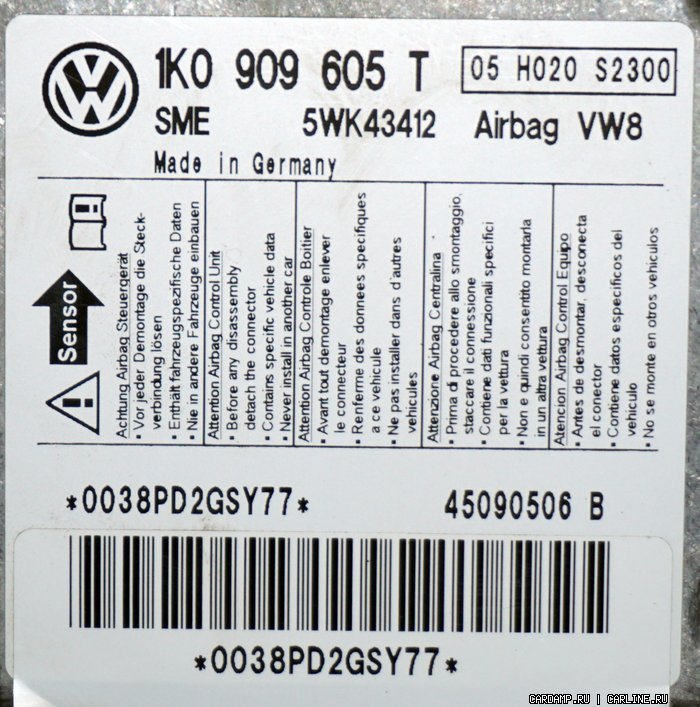 1K0 909 605 T
05 H020 S2300
SME 5WK43412 Airbag VW8
Made in Germany
Sensor
Achtung Airbag Steuergerät
• Vor jeder Demontage die Steck-
verbindung lösen
• Enthält fahrzeugspezifische Daten
• Nie in andere Fahrzeuge einbauen
Attention Airbag Control Unit
• Before any disassembly
detach the connector
• Contains specific vehicle data
• Never install in another car
Attention Airbag Controle Boitier
• Avant tout demontage enlever
le connecteur
• Renferme des donnees specifiques
a ce vehicule
• Ne pas installer dans d'autres
vehicules
Attenzione Airbag Centralina
• Prima di procedere allo smontaggio,
staccare il connessione
• Contiene dati funzionali specifici
per la vettura
• Non e quindi consentito montarla
in un altra vettura
Atencion Airbag Control Equipo
• Antes de desmontar, desconecta
el conector
• Contiene datos especificos del
vehiculo
• No se monte en otros vehiculos
*0038PD2GSY77* 45090506 B
*0038PD2GSY77*
CARDAMP.RU | CARLINE.RU